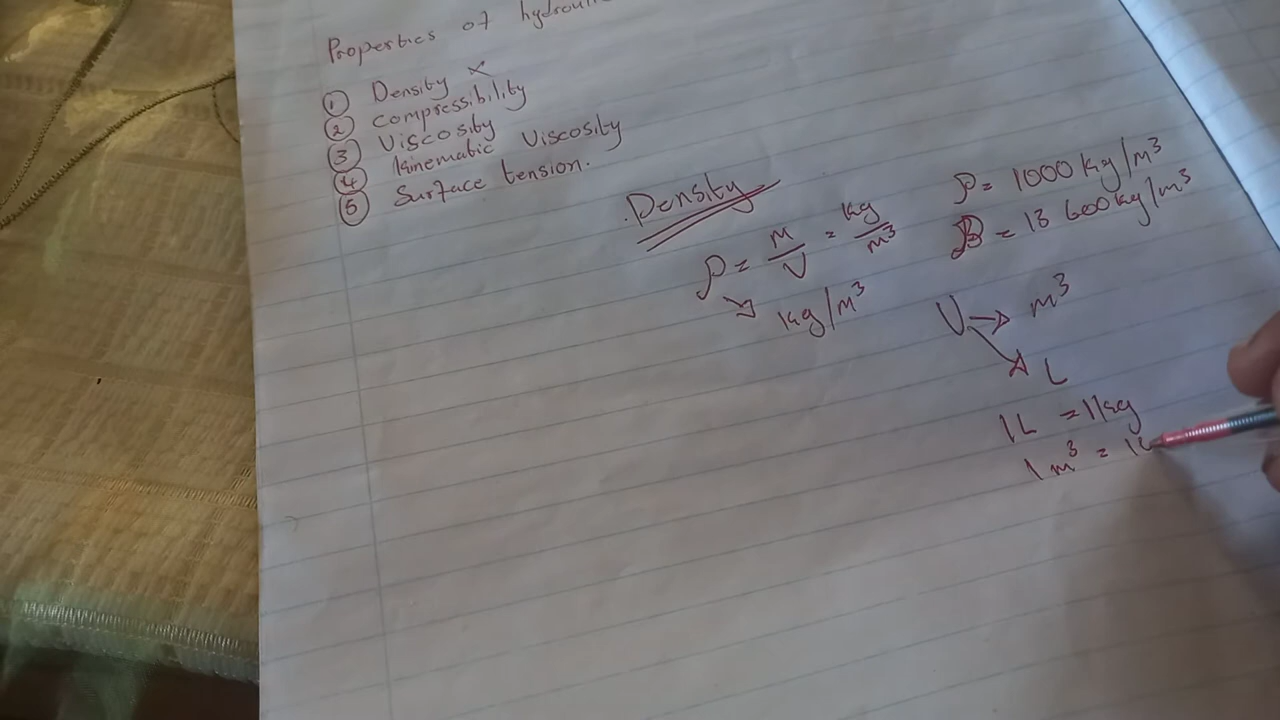 Properties of hydrouli
① Density ×
② Compressibility
③ Viscosity
④ kinematic Viscosity
⑤ Surface tension.
Density
ρ = M/V = kg/m³
→ kg/m³
ρ = 1000 kg/m³
= 13 600 kg/m³
V → m³
L
1L = 1kg
1m³ =